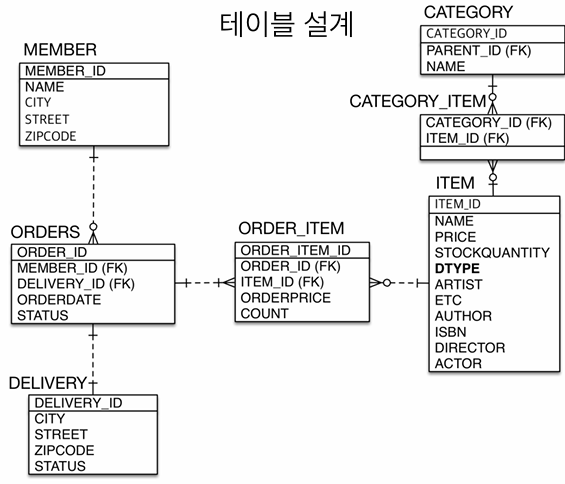 테이블 설계
MEMBER
MEMBER_ID
NAME
CITY
STREET
ZIPCODE
CATEGORY
CATEGORY_ID
PARENT_ID (FK)
NAME
CATEGORY_ITEM
CATEGORY_ID (FK)
ITEM_ID (FK)
ORDERS
ORDER_ID
MEMBER_ID (FK)
DELIVERY_ID (FK)
ORDERDATE
STATUS
ORDER_ITEM
ORDER_ITEM_ID
ORDER_ID (FK)
ITEM_ID (FK)
ORDERPRICE
COUNT
ITEM
ITEM_ID
NAME
PRICE
STOCKQUANTITY
DTYPE
ARTIST
ETC
AUTHOR
ISBN
DIRECTOR
ACTOR
DELIVERY
DELIVERY_ID
CITY
STREET
ZIPCODE
STATUS